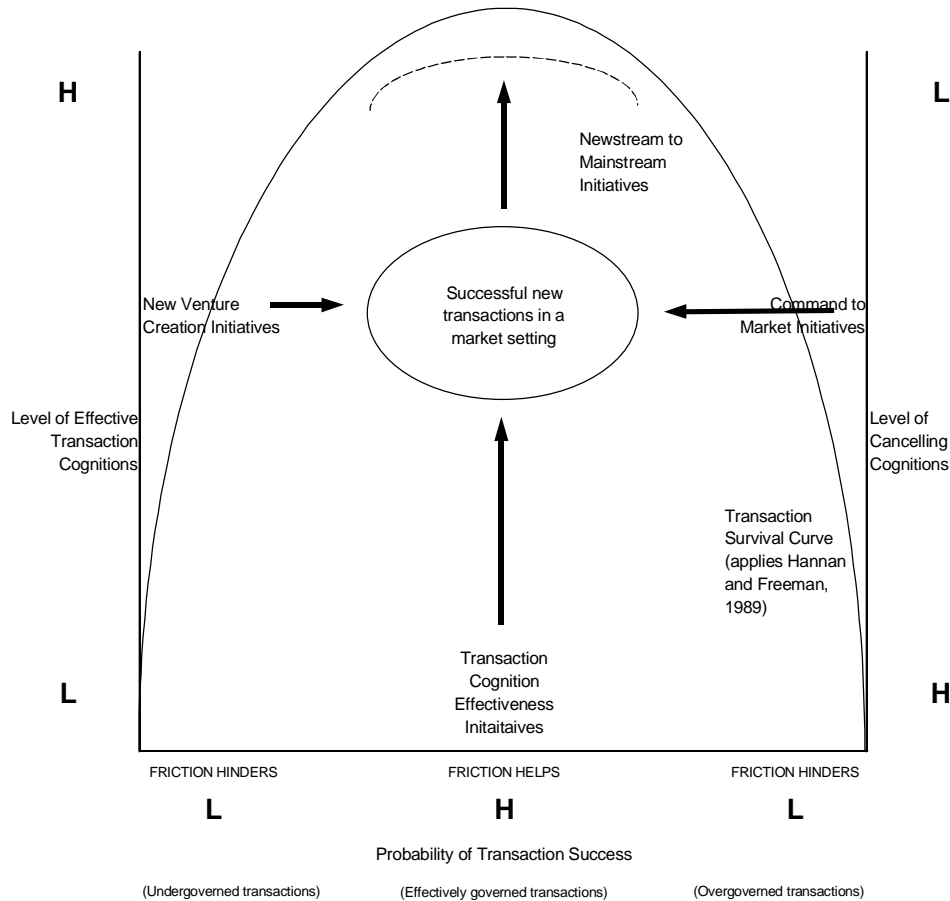 H
L
Newstream to
Mainstream
Initiatives
New Venture
Creation Initiatives
Successful new
transactions in a
market setting
Command to
Market Initiatives
Level of Effective
Transaction
Cognitions
Level of
Cancelling
Cognitions
Transaction
Survival Curve
(applies Hannan
and Freeman,
1989)
Transaction
Cognition
Effectiveness
Initaitaives
L
H
FRICTION HINDERS
FRICTION HELPS
FRICTION HINDERS
L
H
L
Probability of Transaction Success
(Undergoverned transactions)
(Effectively governed transactions)
(Overgoverned transactions)